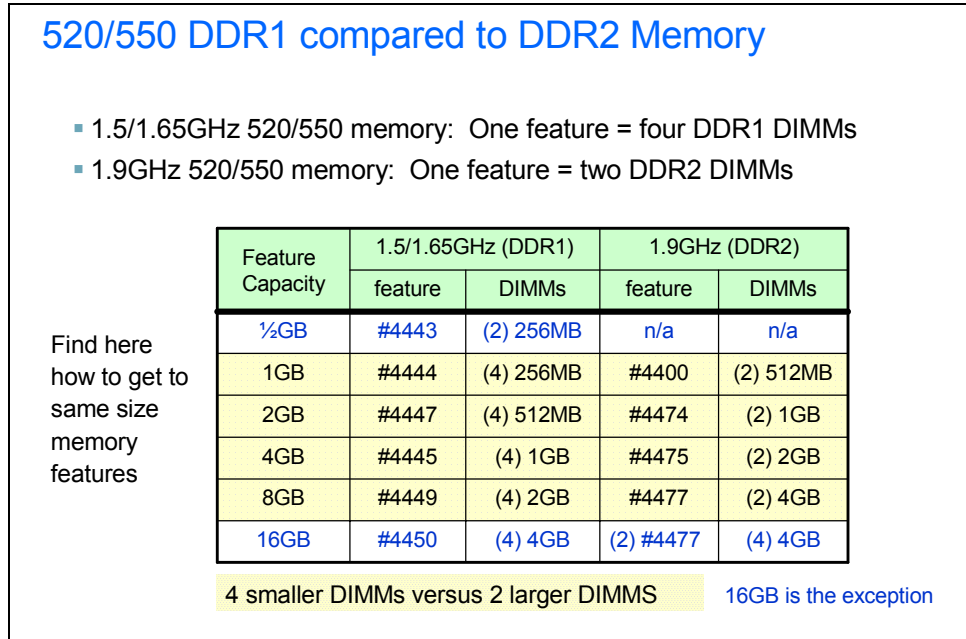 520/550 DDR1 compared to DDR2 Memory
▪ 1.5/1.65GHz 520/550 memory: One feature = four DDR1 DIMMs
▪ 1.9GHz 520/550 memory: One feature = two DDR2 DIMMs
Find here
how to get to
same size
memory
features
Feature
Capacity
1.5/1.65GHz (DDR1) 1.9GHz (DDR2)
feature DIMMs feature DIMMs
½GB #4443 (2) 256MB n/a n/a
1GB #4444 (4) 256MB #4400 (2) 512MB
2GB #4447 (4) 512MB #4474 (2) 1GB
4GB #4445 (4) 1GB #4475 (2) 2GB
8GB #4449 (4) 2GB #4477 (2) 4GB
16GB #4450 (4) 4GB (2) #4477 (4) 4GB
4 smaller DIMMs versus 2 larger DIMMS
16GB is the exception